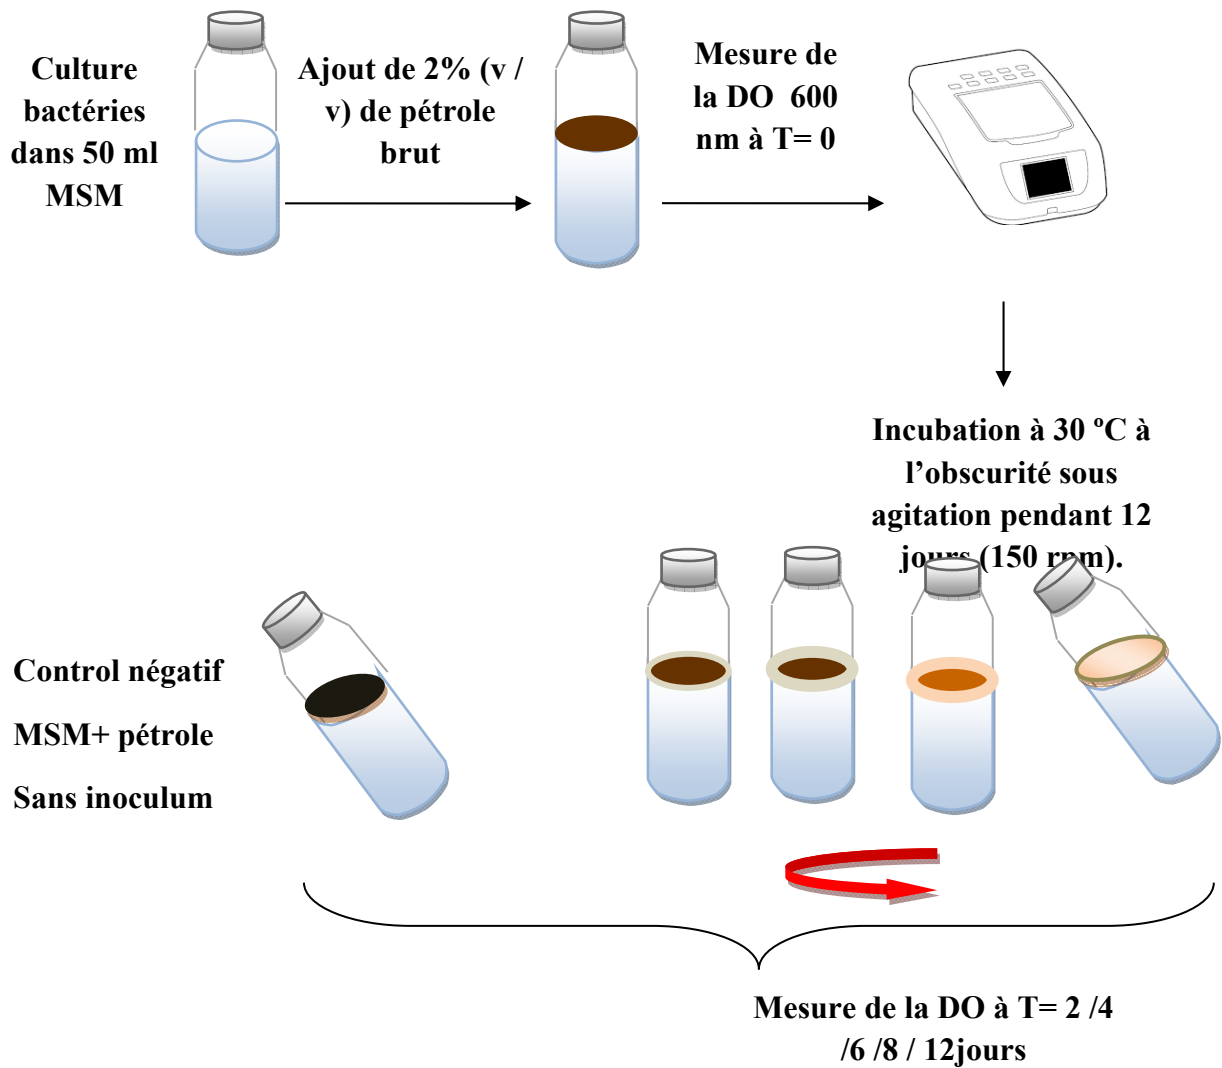 Culture
bactéries
dans 50 ml
MSM
Ajout de 2% (v /
v) de pétrole
brut
Mesure de
la DO 600
nm à T= 0
Incubation à 30 ºC à
l’obscurité sous
agitation pendant 12
jours (150 rpm).
Control négatif
MSM+ pétrole
Sans inoculum
Mesure de la DO à T= 2 /4
/6 /8 / 12jours